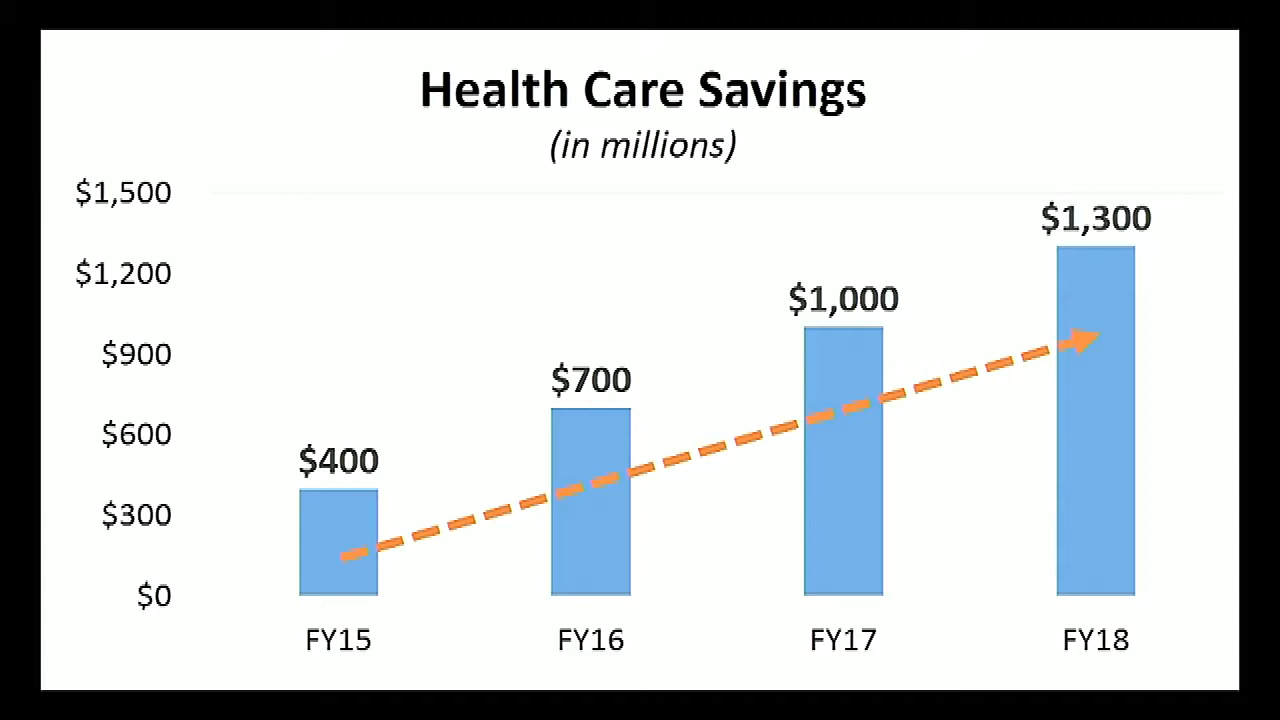 Health Care Savings
(in millions)
$1,500
$1,200
$900
$600
$300
$0
$400
$700
$1,000
$1,300
FY15
FY16
FY17
FY18